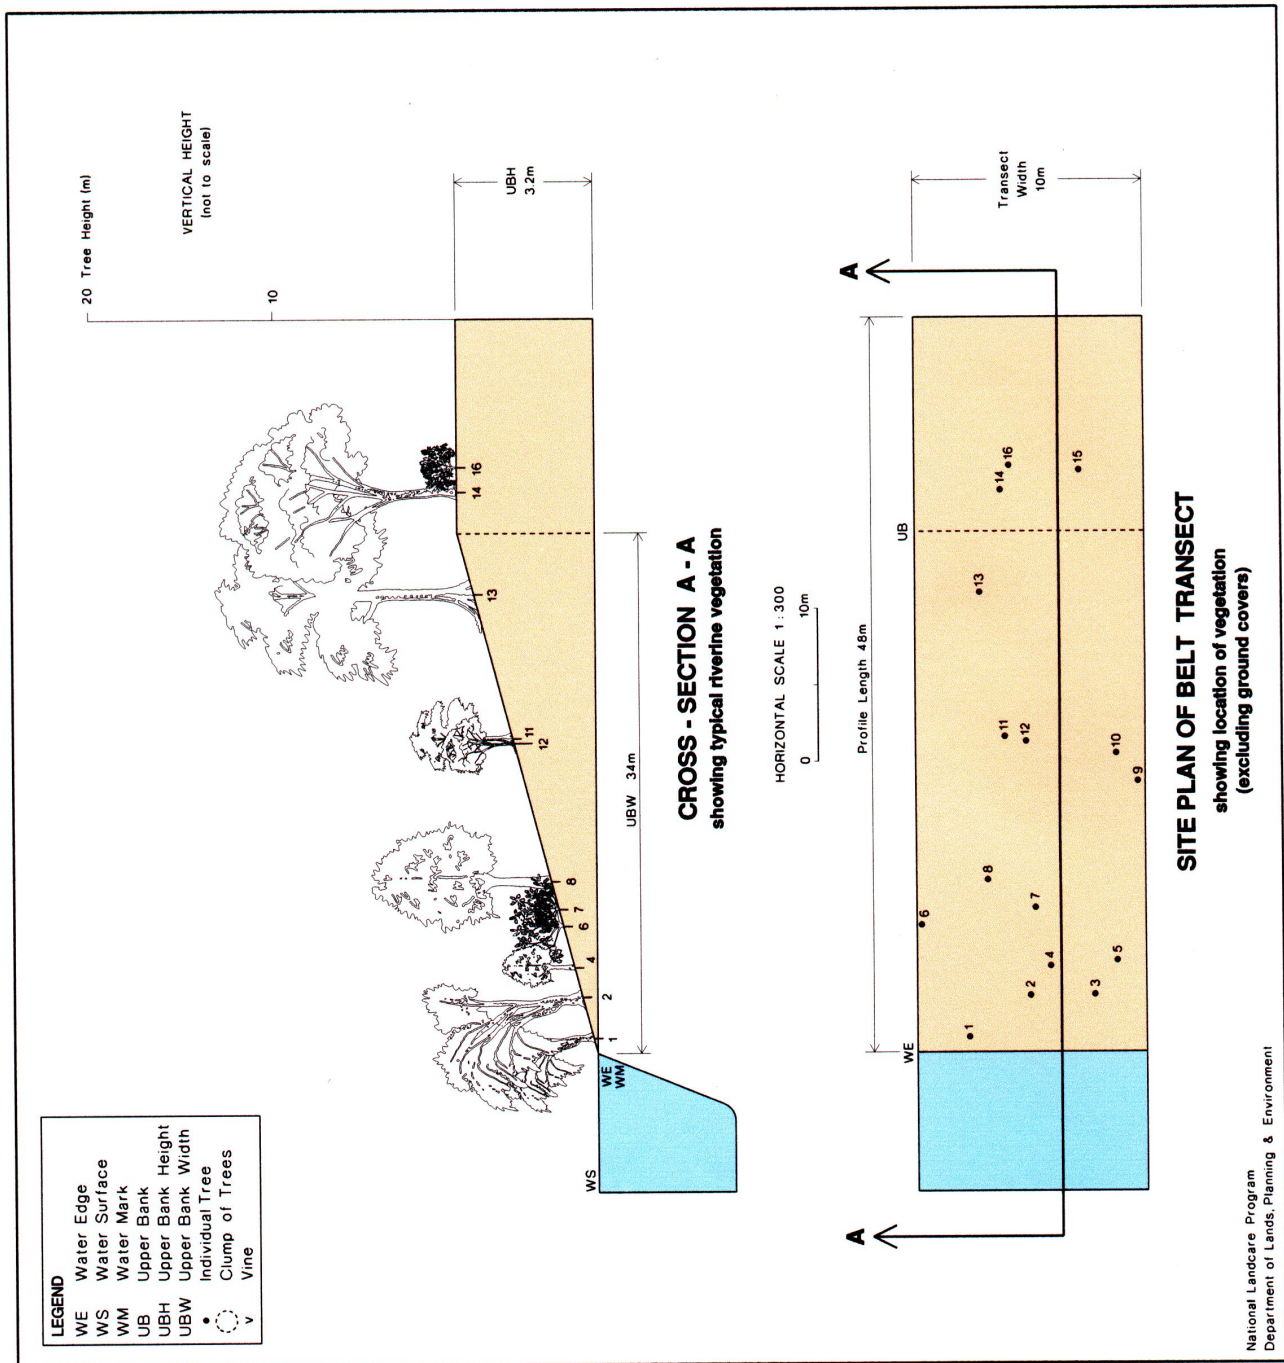 LEGEND
WE Water Edge
WS Water Surface
WM Water Mark
UB Upper Bank
UBH Upper Bank Height
UBW Upper Bank Width
• Individual Tree
Clump of Trees
v Vine
20 Tree Height (m)
10
VERTICAL HEIGHT
(not to scale)
UBH
3.2m
WS
WE
WM
1
2
4
6
7
8
12
11
13
14
16
UBW 34m
CROSS - SECTION A - A
showing typical riverine vegetation
HORIZONTAL SCALE 1 : 300
0
10m
Profile Length 48m
A
A
WE
UB
Transect
Width
10m
1
2
3
4
5
6
7
8
9
10
11
12
13
14
15
16
SITE PLAN OF BELT TRANSECT
showing location of vegetation
(excluding ground covers)
National Landcare Program
Department of Lands, Planning & Environment